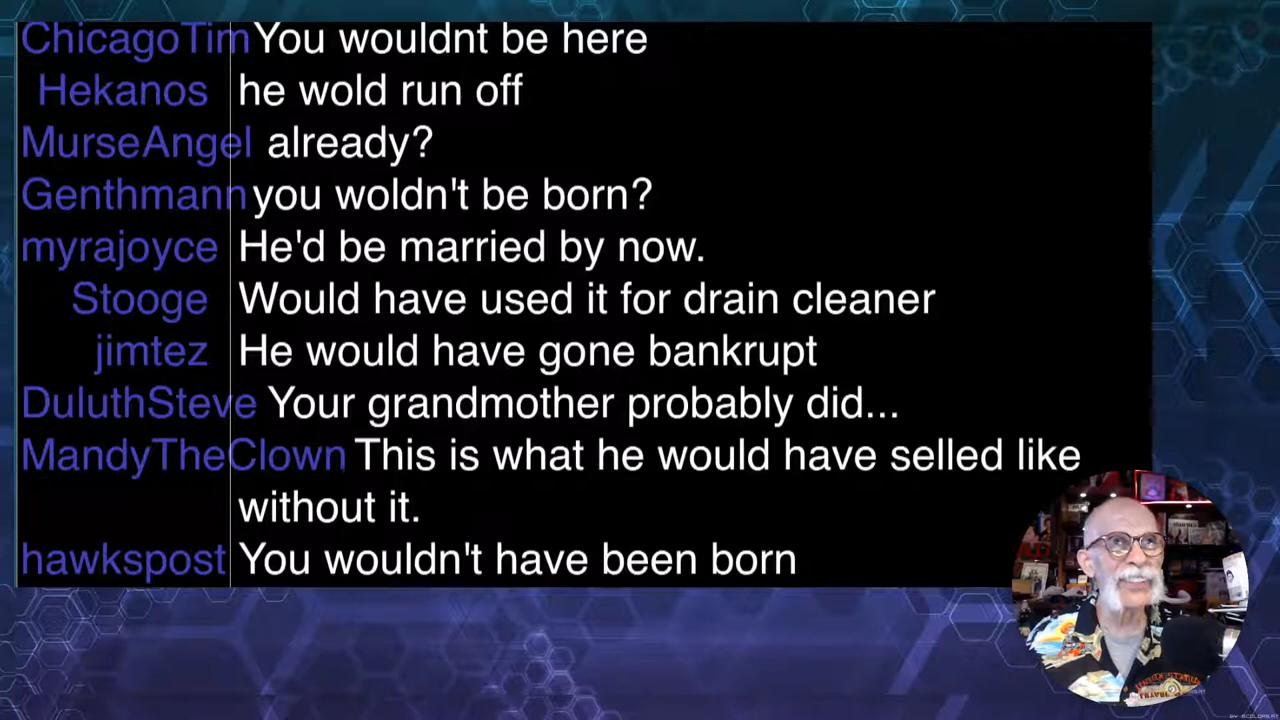 ChicagoTim You wouldnt be here
Hekanos he wold run off
MurseAngel already?
Genthmann you woldn't be born?
myrajoyce He'd be married by now.
Stooge Would have used it for drain cleaner
jimtez He would have gone bankrupt
DuluthSteve Your grandmother probably did...
MandyTheClown This is what he would have selled like
without it.
hawkspost You wouldn't have been born